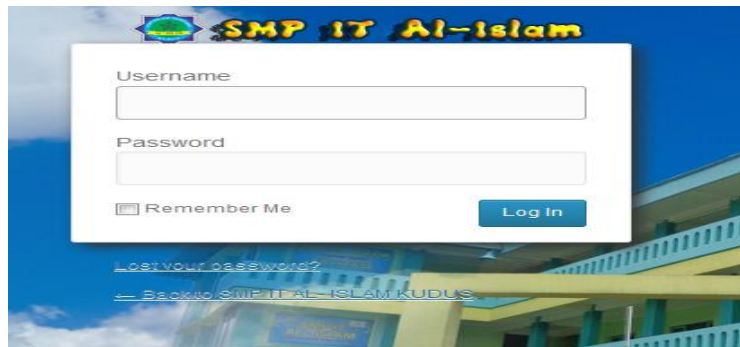 SMP IT Al-Islam
Username
Password
Remember Me
Log In
Lost your password?
← Back to SMP IT AL-ISLAM KUDUS